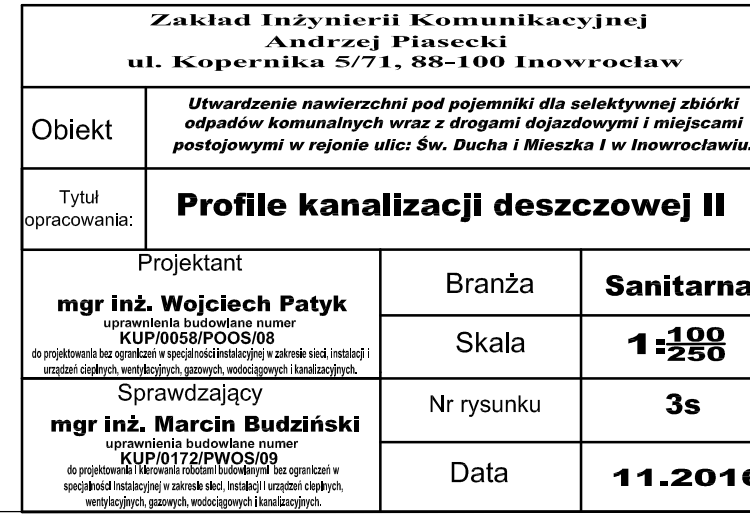 Zakład Inżynierii Komunikacyjnej
Andrzej Piasecki
ul. Kopernika 5/71, 88-100 Inowrocław
Obiekt
Utwardzenie nawierzchni pod pojemniki dla selektywnej zbiórki
odpadów komunalnych wraz z drogami dojazdowymi i miejscami
postojowymi w rejonie ulic: Św. Ducha i Mieszka I w Inowrocławiu.
Tytuł
opracowania:
Profile kanalizacji deszczowej II
Projektant
mgr inż. Wojciech Patyk
uprawnienia budowlane numer
KUP/0058/POOS/08
do projektowania bez ograniczeń w specjalności instalacyjnej w zakresie sieci, instalacji i
urządzeń cieplnych, wentylacyjnych, gazowych, wodociągowych i kanalizacyjnych.
Branża
Sanitarna
Skala
1:100/250
Sprawdzający
mgr inż. Marcin Budziński
uprawnienia budowlane numer
KUP/0172/PWOS/09
do projektowania i kierowania robotami budowlanymi bez ograniczeń w
specjalności instalacyjnej w zakresie sieci, instalacji i urządzeń cieplnych,
wentylacyjnych, gazowych, wodociągowych i kanalizacyjnych.
Nr rysunku
3s
Data
11.2016